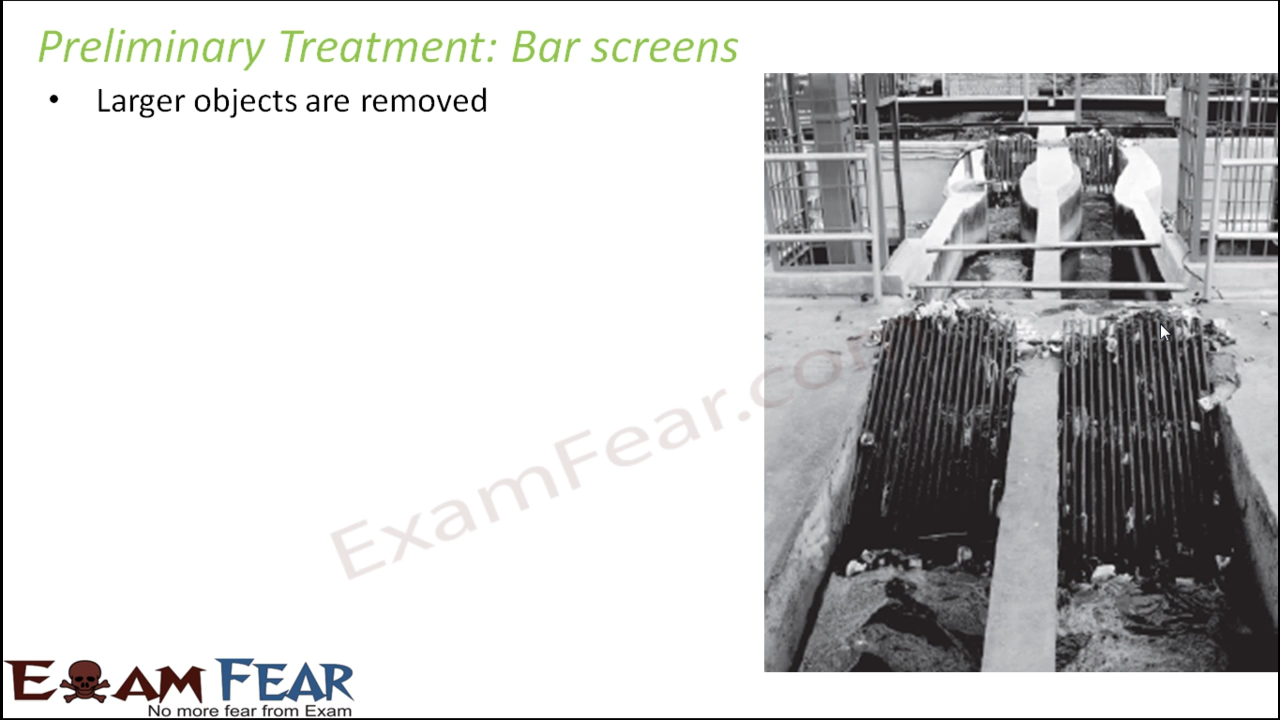 Preliminary Treatment: Bar screens
• Larger objects are removed
ExamFear.com
EXAM FEAR
No more fear from Exam